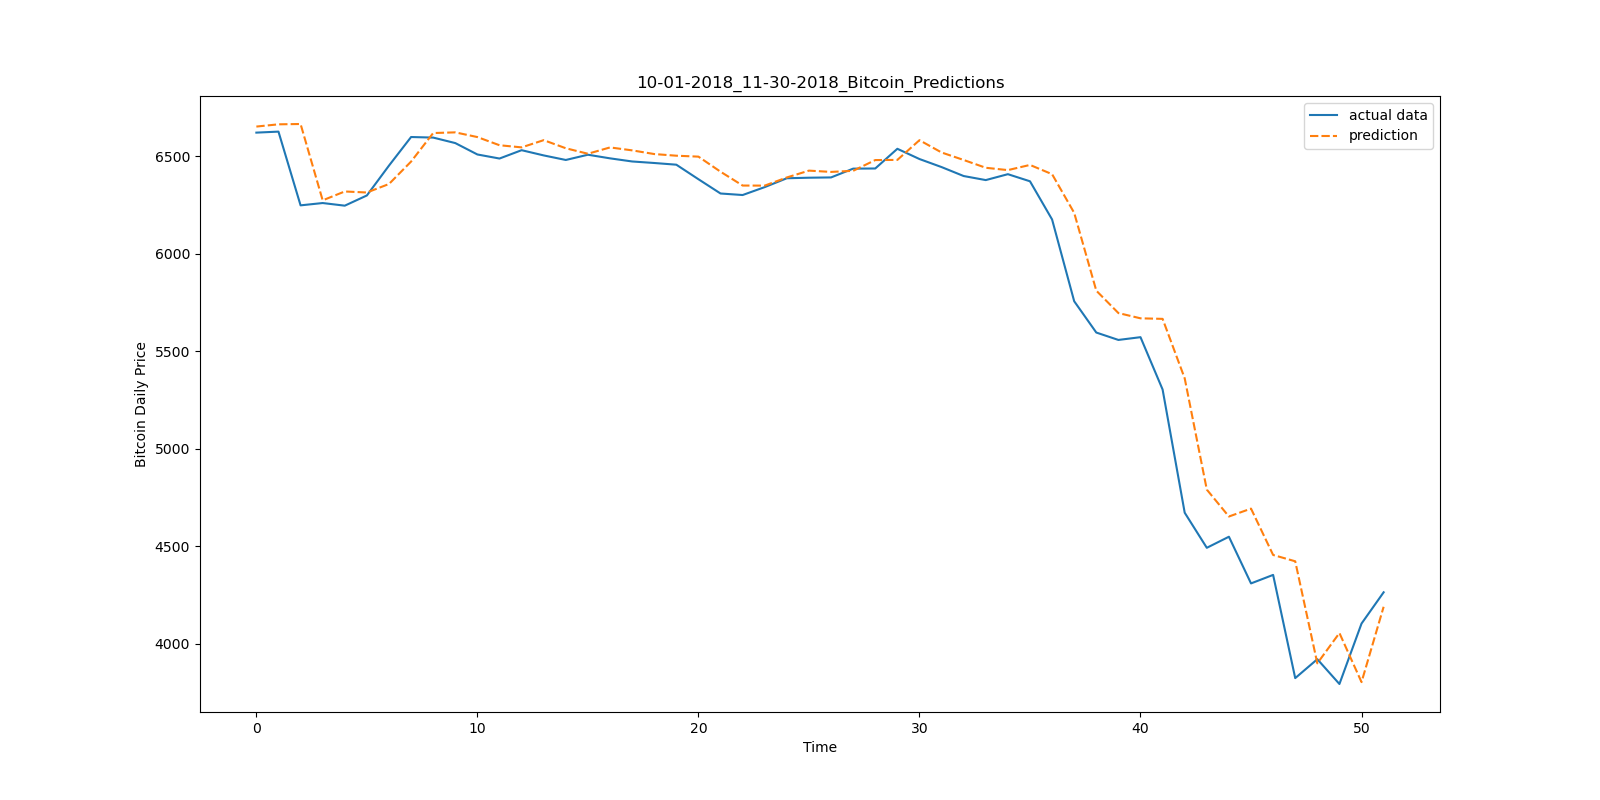 10-01-2018_11-30-2018_Bitcoin_Predictions
actual data
prediction
6500
6000
5500
5000
4500
4000
Bitcoin Daily Price
0 10 20 30 40 50
Time